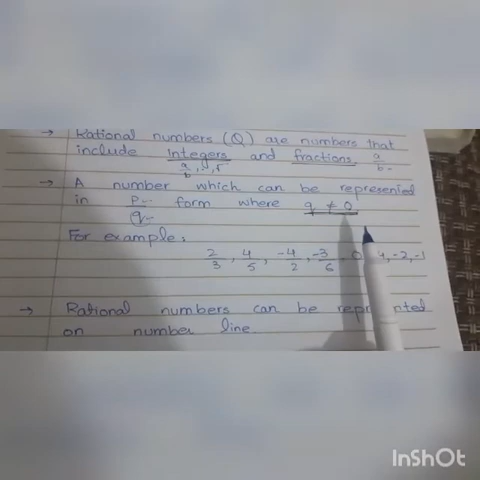 → Rational numbers (Q) are numbers that
include integers and fractions. a/b
→ A number which can be represented
in p/q form where q ≠ 0
For example:
2/3, 4/5, -4/2, -3/6, 0, 4, -2, -1
→ Rational numbers can be repr nted
on number line.
InShOt